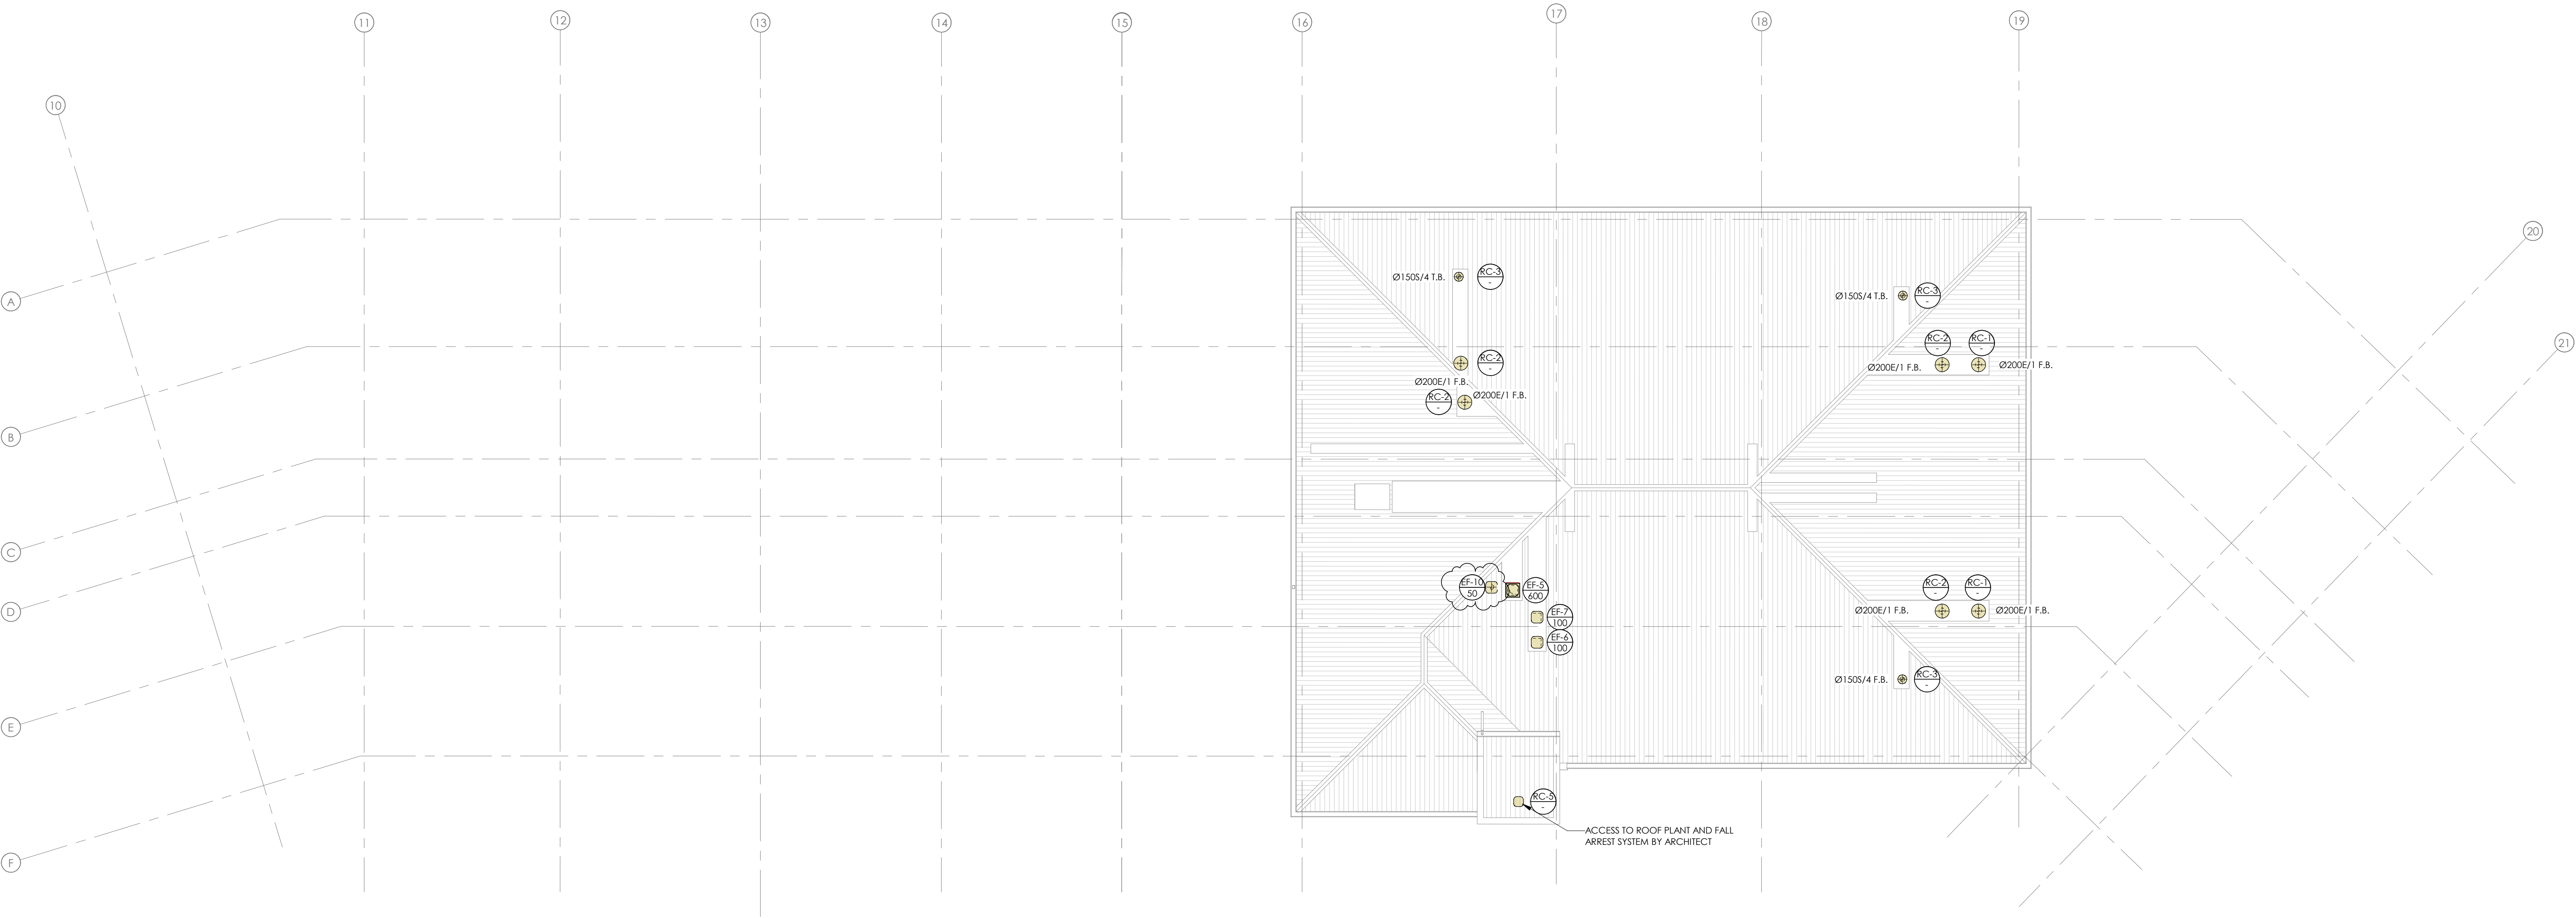 17
12
18
19
11
13
14
15
16
10
20
21
A
B
C
D
E
F
Ø150S/4 T.B.
RC-3
-
Ø150S/4 T.B.
RC-3
-
RC-2
-
RC-1
-
RC-2
-
Ø200E/1 F.B.
Ø200E/1 F.B.
Ø200E/1 F.B.
RC-2
-
Ø200E/1 F.B.
EF-10
50
EF-5
600
EF-7
100
EF-6
100
RC-2
-
RC-1
-
Ø200E/1 F.B.
Ø200E/1 F.B.
Ø150S/4 F.B.
RC-3
-
RC-5
-
ACCESS TO ROOF PLANT AND FALL
ARREST SYSTEM BY ARCHITECT